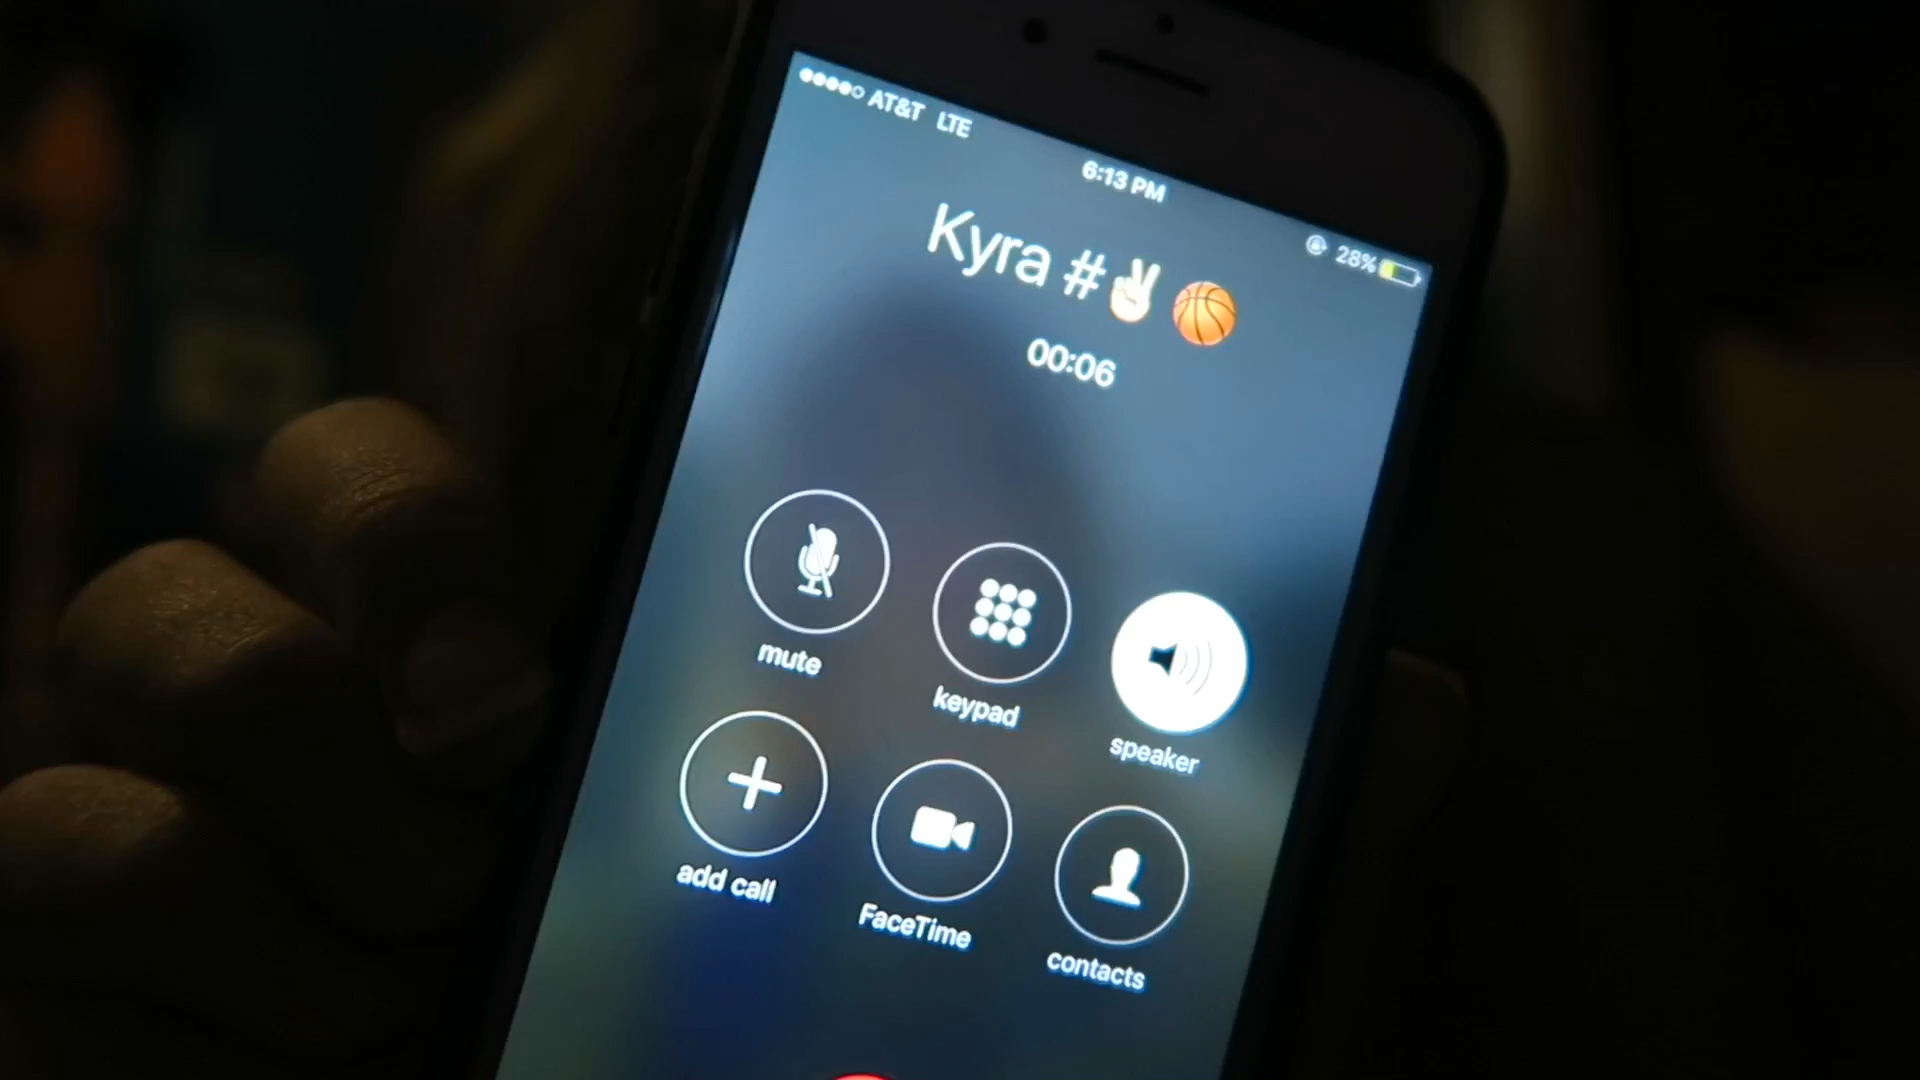 AT&T LTE
6:13 PM
28%
Kyra #✌️🏀
00:06
mute
keypad
speaker
add call
FaceTime
contacts